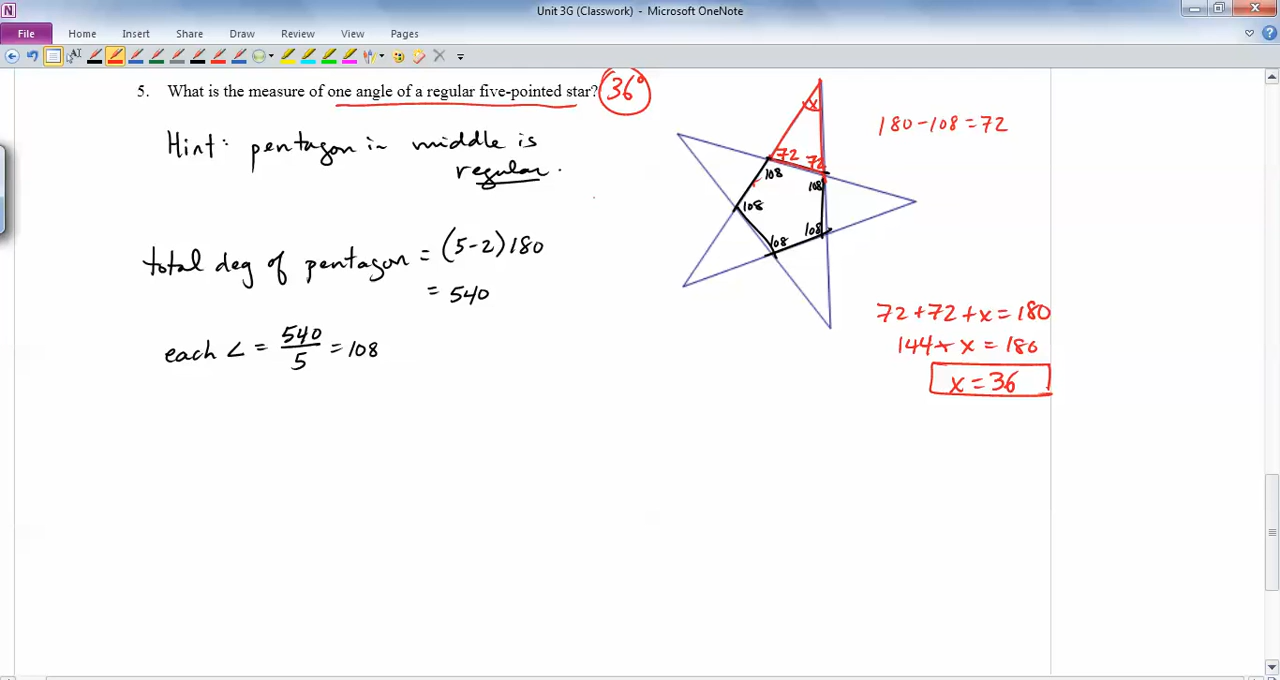 Unit 3G (Classwork) - Microsoft OneNote
File Home Insert Share Draw Review View Pages
5. What is the measure of one angle of a regular five-pointed star? 36°
Hint: pentagon in middle is
regular.
total deg of pentagon = (5-2)180
= 540
each ∠ = 540/5 = 108
x
72
72
108
108
108
108
108
180-108=72
72+72+x=180
144+x=180
x=36